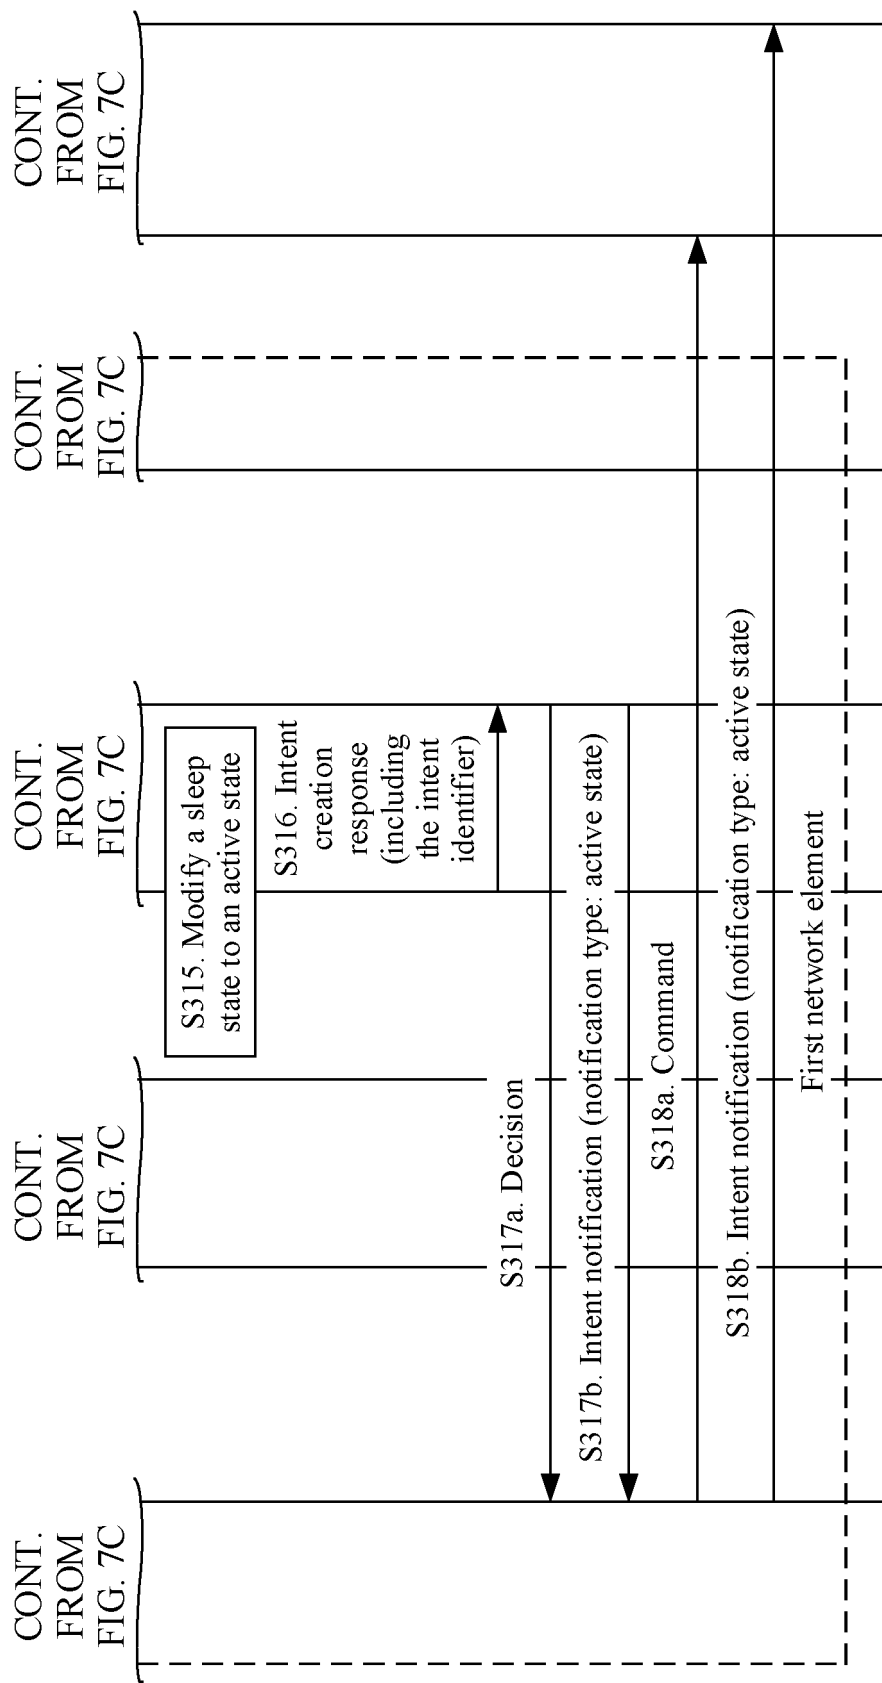 CONT.
FROM
FIG. 7C
CONT.
FROM
FIG. 7C
CONT.
FROM
FIG. 7C
CONT.
FROM
FIG. 7C
CONT.
FROM
FIG. 7C
S315. Modify a sleep
state to an active state
S316. Intent
creation
response
(including
the intent
identifier)
S317a. Decision
S317b. Intent notification (notification type: active state)
S318a. Command
S318b. Intent notification (notification type: active state)
First network element